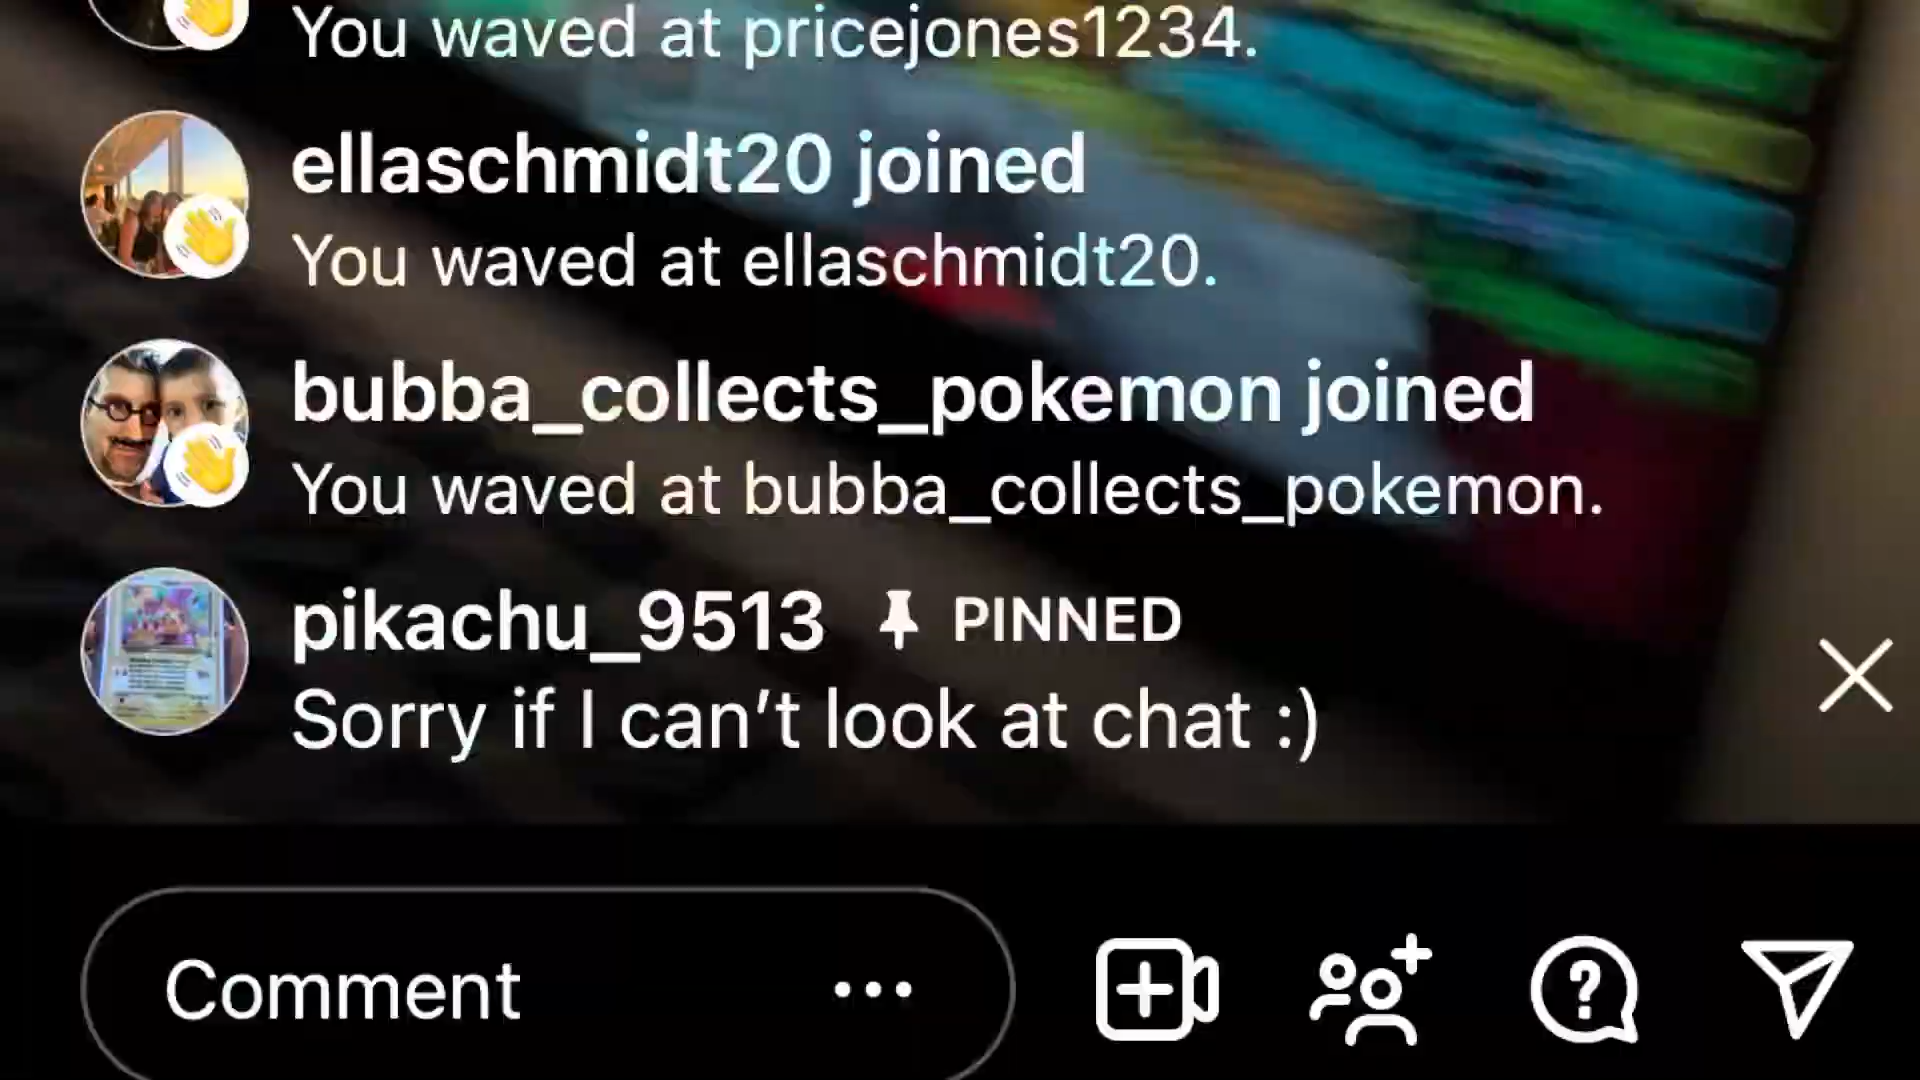 You waved at pricejones1234.
ellaschmidt20 joined
You waved at ellaschmidt20.
bubba_collects_pokemon joined
You waved at bubba_collects_pokemon.
pikachu_9513 PINNED
Sorry if I can't look at chat :)
Comment